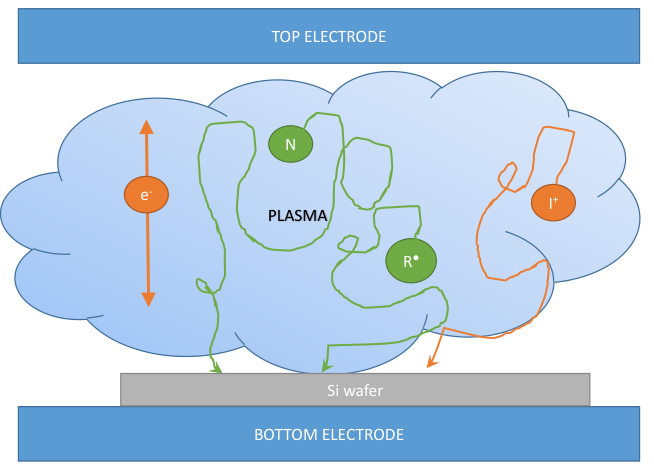 TOP ELECTRODE
N
e⁻
I⁺
PLASMA
R•
Si wafer
BOTTOM ELECTRODE